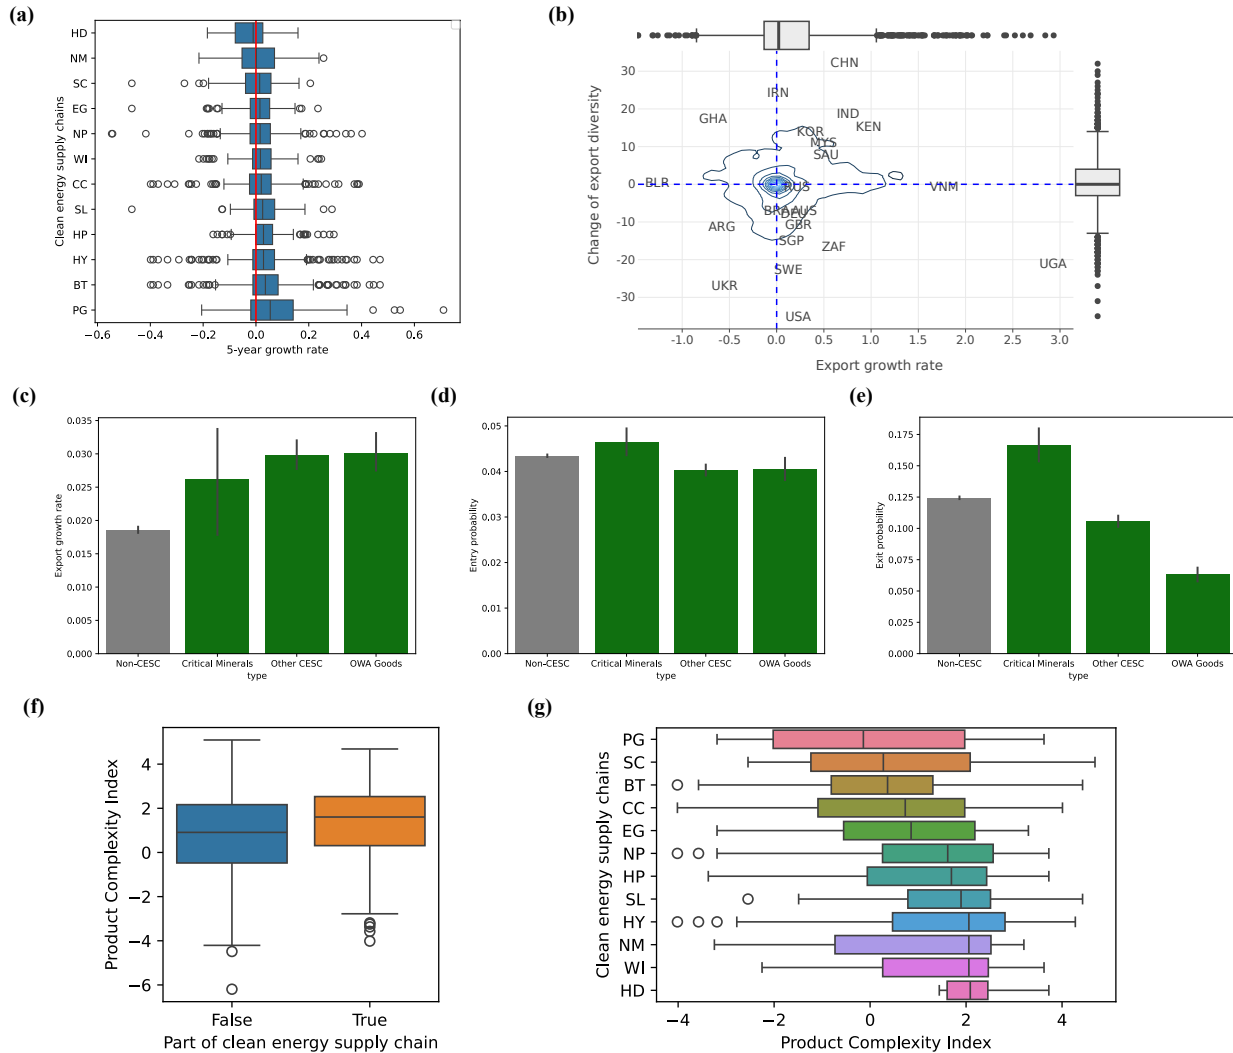 (a)
HD
NM
SC
EG
NP
WI
CC
SL
HP
HY
BT
PG
Clean energy supply chains
−0.6
−0.4
−0.2
0.0
0.2
0.4
0.6
5-year growth rate
(b)
30
20
10
0
-10
-20
-30
Change of export diversity
CHN
IRN
GHA
IND
KEN
KOR
MYS
SAU
BLR
RUS
VNM
BRA
AUS
DEU
ARG
GBR
SGP
ZAF
SWE
UGA
UKR
USA
-1.0
-0.5
0.0
0.5
1.0
1.5
2.0
2.5
3.0
Export growth rate
(c)
0.035
0.030
0.025
0.020
0.015
0.010
0.005
0.000
Export growth rate
Non-CESC
Critical Minerals
Other CESC
OWA Goods
type
(d)
0.05
0.04
0.03
0.02
0.01
0.00
Entry probability
Non-CESC
Critical Minerals
Other CESC
OWA Goods
type
(e)
0.175
0.150
0.125
0.100
0.075
0.050
0.025
0.000
Exit probability
Non-CESC
Critical Minerals
Other CESC
OWA Goods
type
(f)
4
2
0
−2
−4
−6
Product Complexity Index
False
True
Part of clean energy supply chain
(g)
PG
SC
BT
CC
EG
NP
HP
SL
HY
NM
WI
HD
Clean energy supply chains
−4
−2
0
2
4
Product Complexity Index